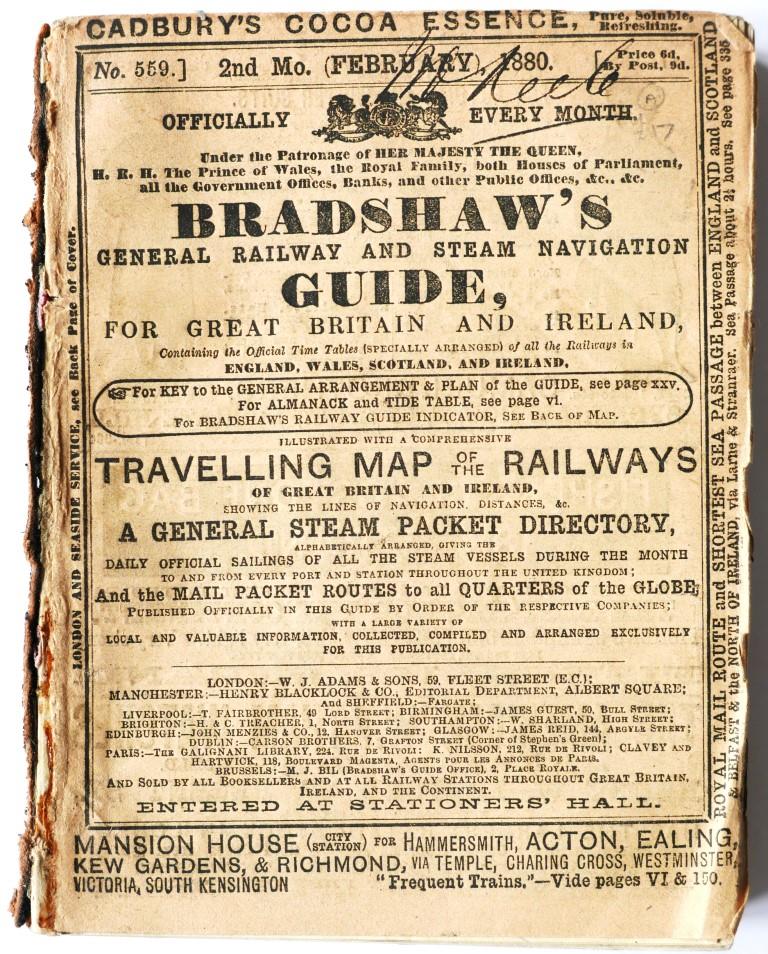 CADBURY'S COCOA ESSENCE, Pure, Soluble, Refreshing.
No. 559.] 2nd Mo. (FEBRUARY), 1880. [Price 6d, By Post, 9d.
OFFICIALLY EVERY MONTH
Under the Patronage of HER MAJESTY THE QUEEN,
H. R. H. The Prince of Wales, the Royal Family, both Houses of Parliament,
all the Government Offices, Banks, and other Public Offices, &c., &c.
BRADSHAW'S
GENERAL RAILWAY AND STEAM NAVIGATION
GUIDE,
FOR GREAT BRITAIN AND IRELAND,
Containing the Official Time Tables (SPECIALLY ARRANGED) of all the Railways in
ENGLAND, WALES, SCOTLAND, AND IRELAND.
☞For KEY to the GENERAL ARRANGEMENT & PLAN of the GUIDE, see page xxv.
For ALMANACK and TIDE TABLE, see page vi.
For BRADSHAW'S RAILWAY GUIDE INDICATOR, SEE BACK OF MAP.
ILLUSTRATED WITH A COMPREHENSIVE
TRAVELLING MAP OF THE RAILWAYS
OF GREAT BRITAIN AND IRELAND,
SHOWING THE LINES OF NAVIGATION, DISTANCES, &c.
A GENERAL STEAM PACKET DIRECTORY,
ALPHABETICALLY ARRANGED, GIVING THE
DAILY OFFICIAL SAILINGS OF ALL THE STEAM VESSELS DURING THE MONTH
TO AND FROM EVERY PORT AND STATION THROUGHOUT THE UNITED KINGDOM;
And the MAIL PACKET ROUTES to all QUARTERS of the GLOBE;
PUBLISHED OFFICIALLY IN THIS GUIDE BY ORDER OF THE RESPECTIVE COMPANIES;
WITH A LARGE VARIETY OF
LOCAL AND VALUABLE INFORMATION, COLLECTED, COMPILED AND ARRANGED EXCLUSIVELY
FOR THIS PUBLICATION.
LONDON:—W. J. ADAMS & SONS, 59, FLEET STREET (E.C.);
MANCHESTER:—HENRY BLACKLOCK & CO., EDITORIAL DEPARTMENT, ALBERT SQUARE;
and SHEFFIELD:—FARGATE;
LIVERPOOL:—T. FAIRBROTHER, 49 LORD STREET; BIRMINGHAM:—JAMES GUEST, 50, BULL STREET;
BRIGHTON:—H. & C. TREACHER, 1, NORTH STREET; SOUTHAMPTON:—W. SHARLAND, HIGH STREET;
EDINBURGH:—JOHN MENZIES & CO., 12, HANOVER STREET; GLASGOW:—JAMES REID, 144, ARGYLE STREET;
DUBLIN:—CARSON BROTHERS, 7, GRAFTON STREET (Corner of Stephen's Green);
PARIS:—THE GALIGNANI LIBRARY, 224, RUE DE RIVOLI: K. NILSSON, 212, RUE DE RIVOLI; CLAVEY AND
HARTWICK, 118, BOULEVARD MAGENTA, AGENTS POUR LES ANNONCES DE PARIS.
BRUSSELS:—M. J. BIL (BRADSHAW'S GUIDE OFFICE), 2, PLACE ROYALE.
AND SOLD BY ALL BOOKSELLERS AND AT ALL RAILWAY STATIONS THROUGHOUT GREAT BRITAIN,
IRELAND, AND THE CONTINENT.
ENTERED AT STATIONERS' HALL.
MANSION HOUSE (CITY STATION) FOR HAMMERSMITH, ACTON, EALING,
KEW GARDENS, & RICHMOND, VIA TEMPLE, CHARING CROSS, WESTMINSTER,
VICTORIA, SOUTH KENSINGTON "Frequent Trains."—Vide pages VI & 150.
LONDON AND SEASIDE SERVICE, see Back Page of Cover.
ROYAL MAIL ROUTE and SHORTEST SEA PASSAGE between ENGLAND and SCOTLAND
& BELFAST & the NORTH OF IRELAND, via Larne & Stranraer. Sea Passage about 2½ hours. See page 335